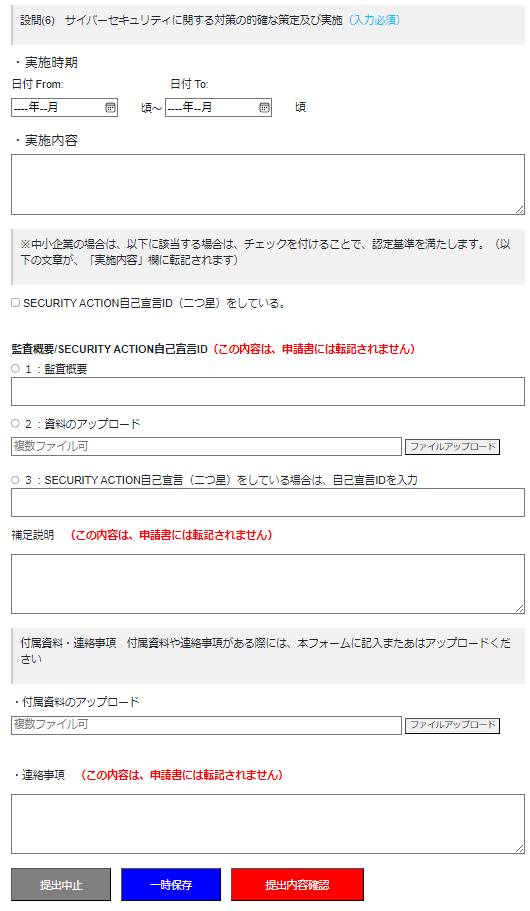 設問(6)　サイバーセキュリティに関する対策の的確な策定及び実施（入力必須）
・実施時期
日付 From:　日付 To:
----年--月　頃～ ----年--月　頃
・実施内容
※中小企業の場合は、以下に該当する場合は、チェックを付けることで、認定基準を満たします。（以
下の文章が、「実施内容」欄に転記されます）
SECURITY ACTION自己宣言ID（二つ星）をしている。
監査概要/SECURITY ACTION自己宣言ID（この内容は、申請書には転記されません）
1 ：監査概要
2 ：資料のアップロード
複数ファイル可　ファイルアップロード
3 ：SECURITY ACTION自己宣言（二つ星）をしている場合は、自己宣言IDを入力
補足説明　（この内容は、申請書には転記されません）
付属資料・連絡事項　付属資料や連絡事項がある際には、本フォームに記入またあはアップロードくだ
さい
・付属資料のアップロード
複数ファイル可　ファイルアップロード
・連絡事項　（この内容は、申請書には転記されません）
提出中止　一時保存　提出内容確認